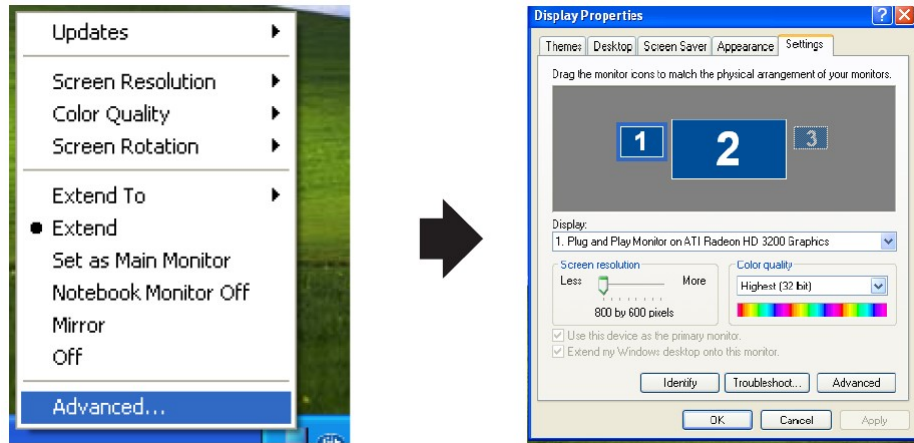 Updates
Screen Resolution
Color Quality
Screen Rotation
Extend To
Extend
Set as Main Monitor
Notebook Monitor Off
Mirror
Off
Advanced...
Display Properties
Themes Desktop Screen Saver Appearance Settings
Drag the monitor icons to match the physical arrangement of your monitors.
1 2 3
Display:
1. Plug and Play Monitor on ATI Radeon HD 3200 Graphics
Screen resolution
Less More
800 by 600 pixels
Color quality
Highest (32 bit)
Use this device as the primary monitor.
Extend my Windows desktop onto this monitor.
Identify Troubleshoot... Advanced
OK Cancel Apply